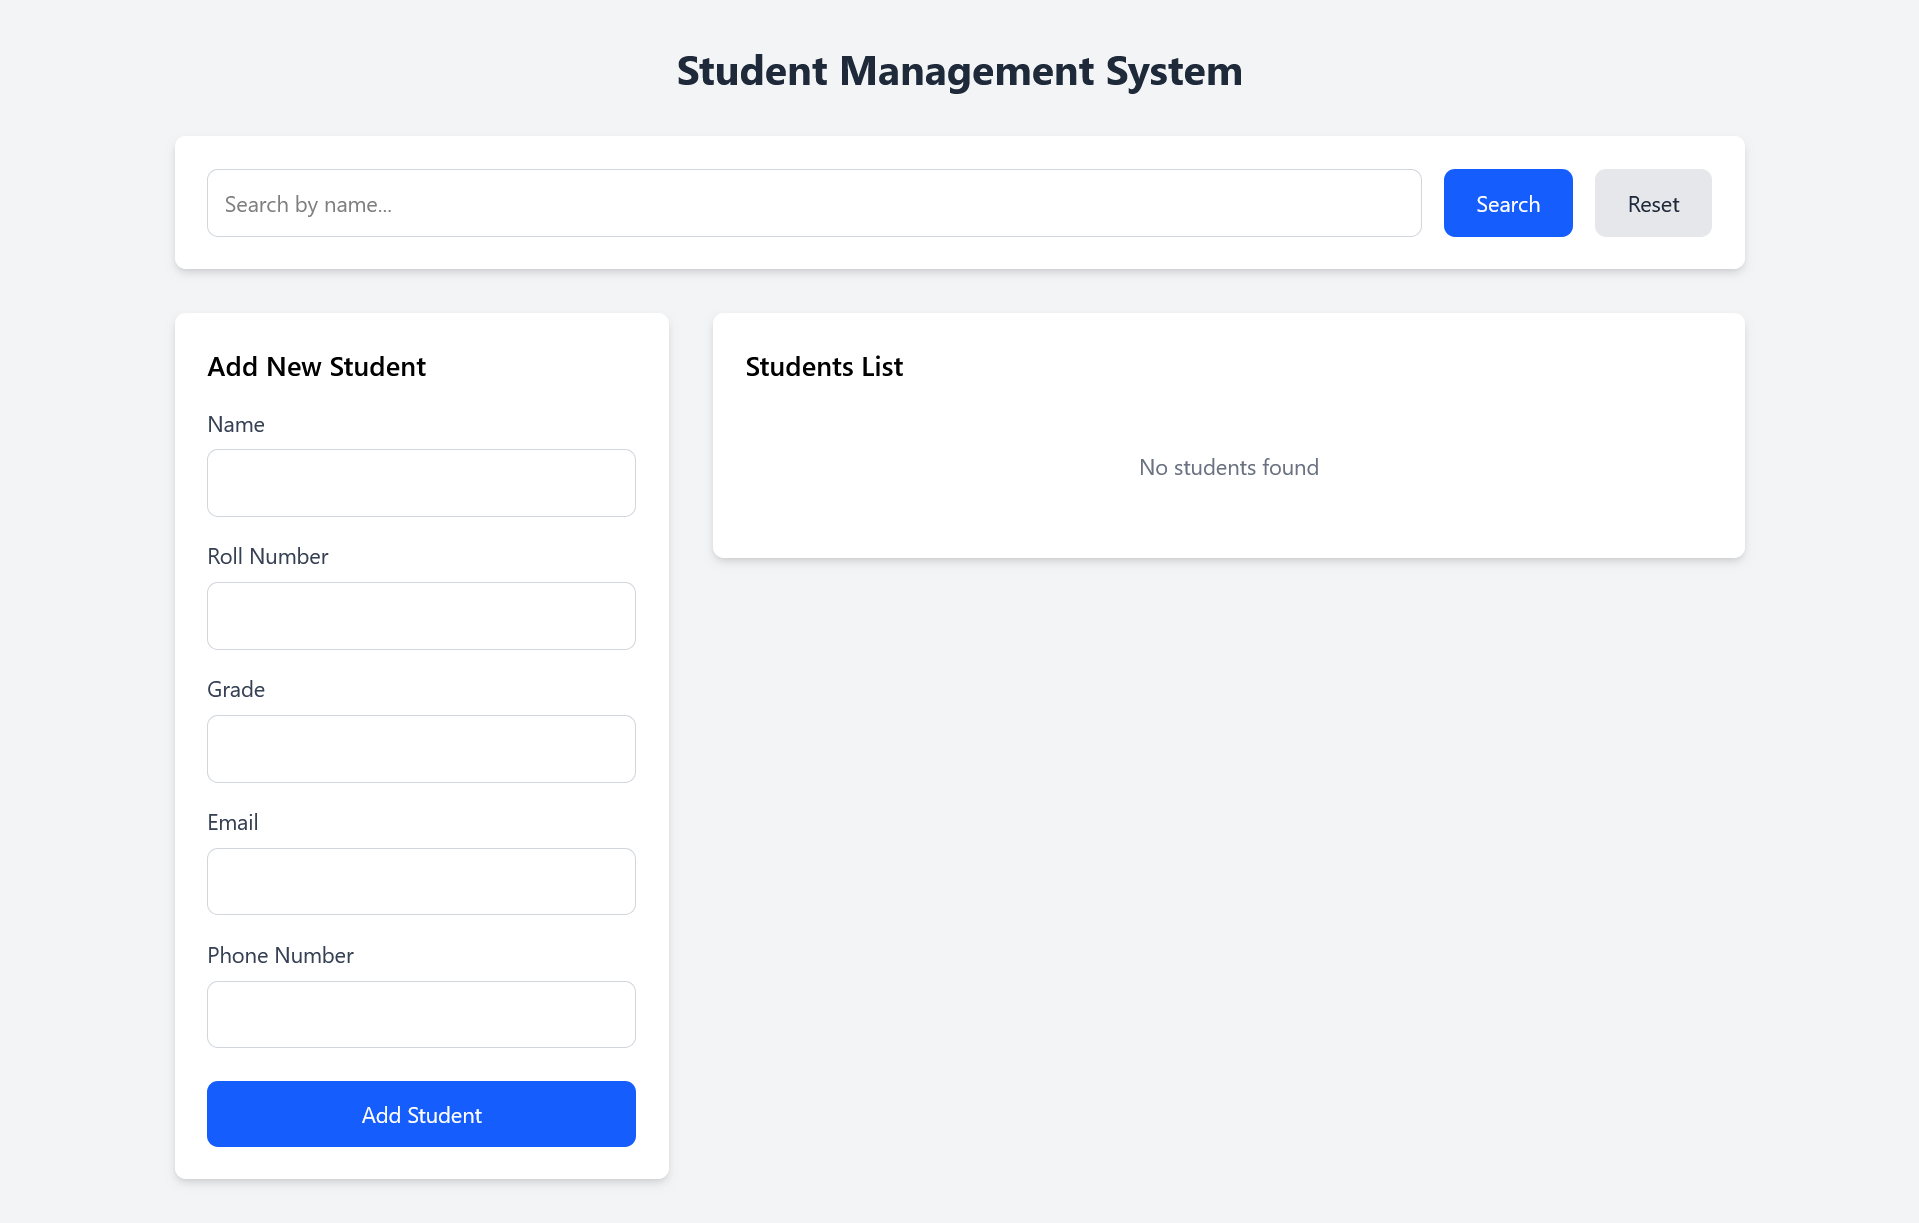 Student Management System
Search by name...
Search
Reset
Add New Student
Name
Roll Number
Grade
Email
Phone Number
Add Student
Students List
No students found